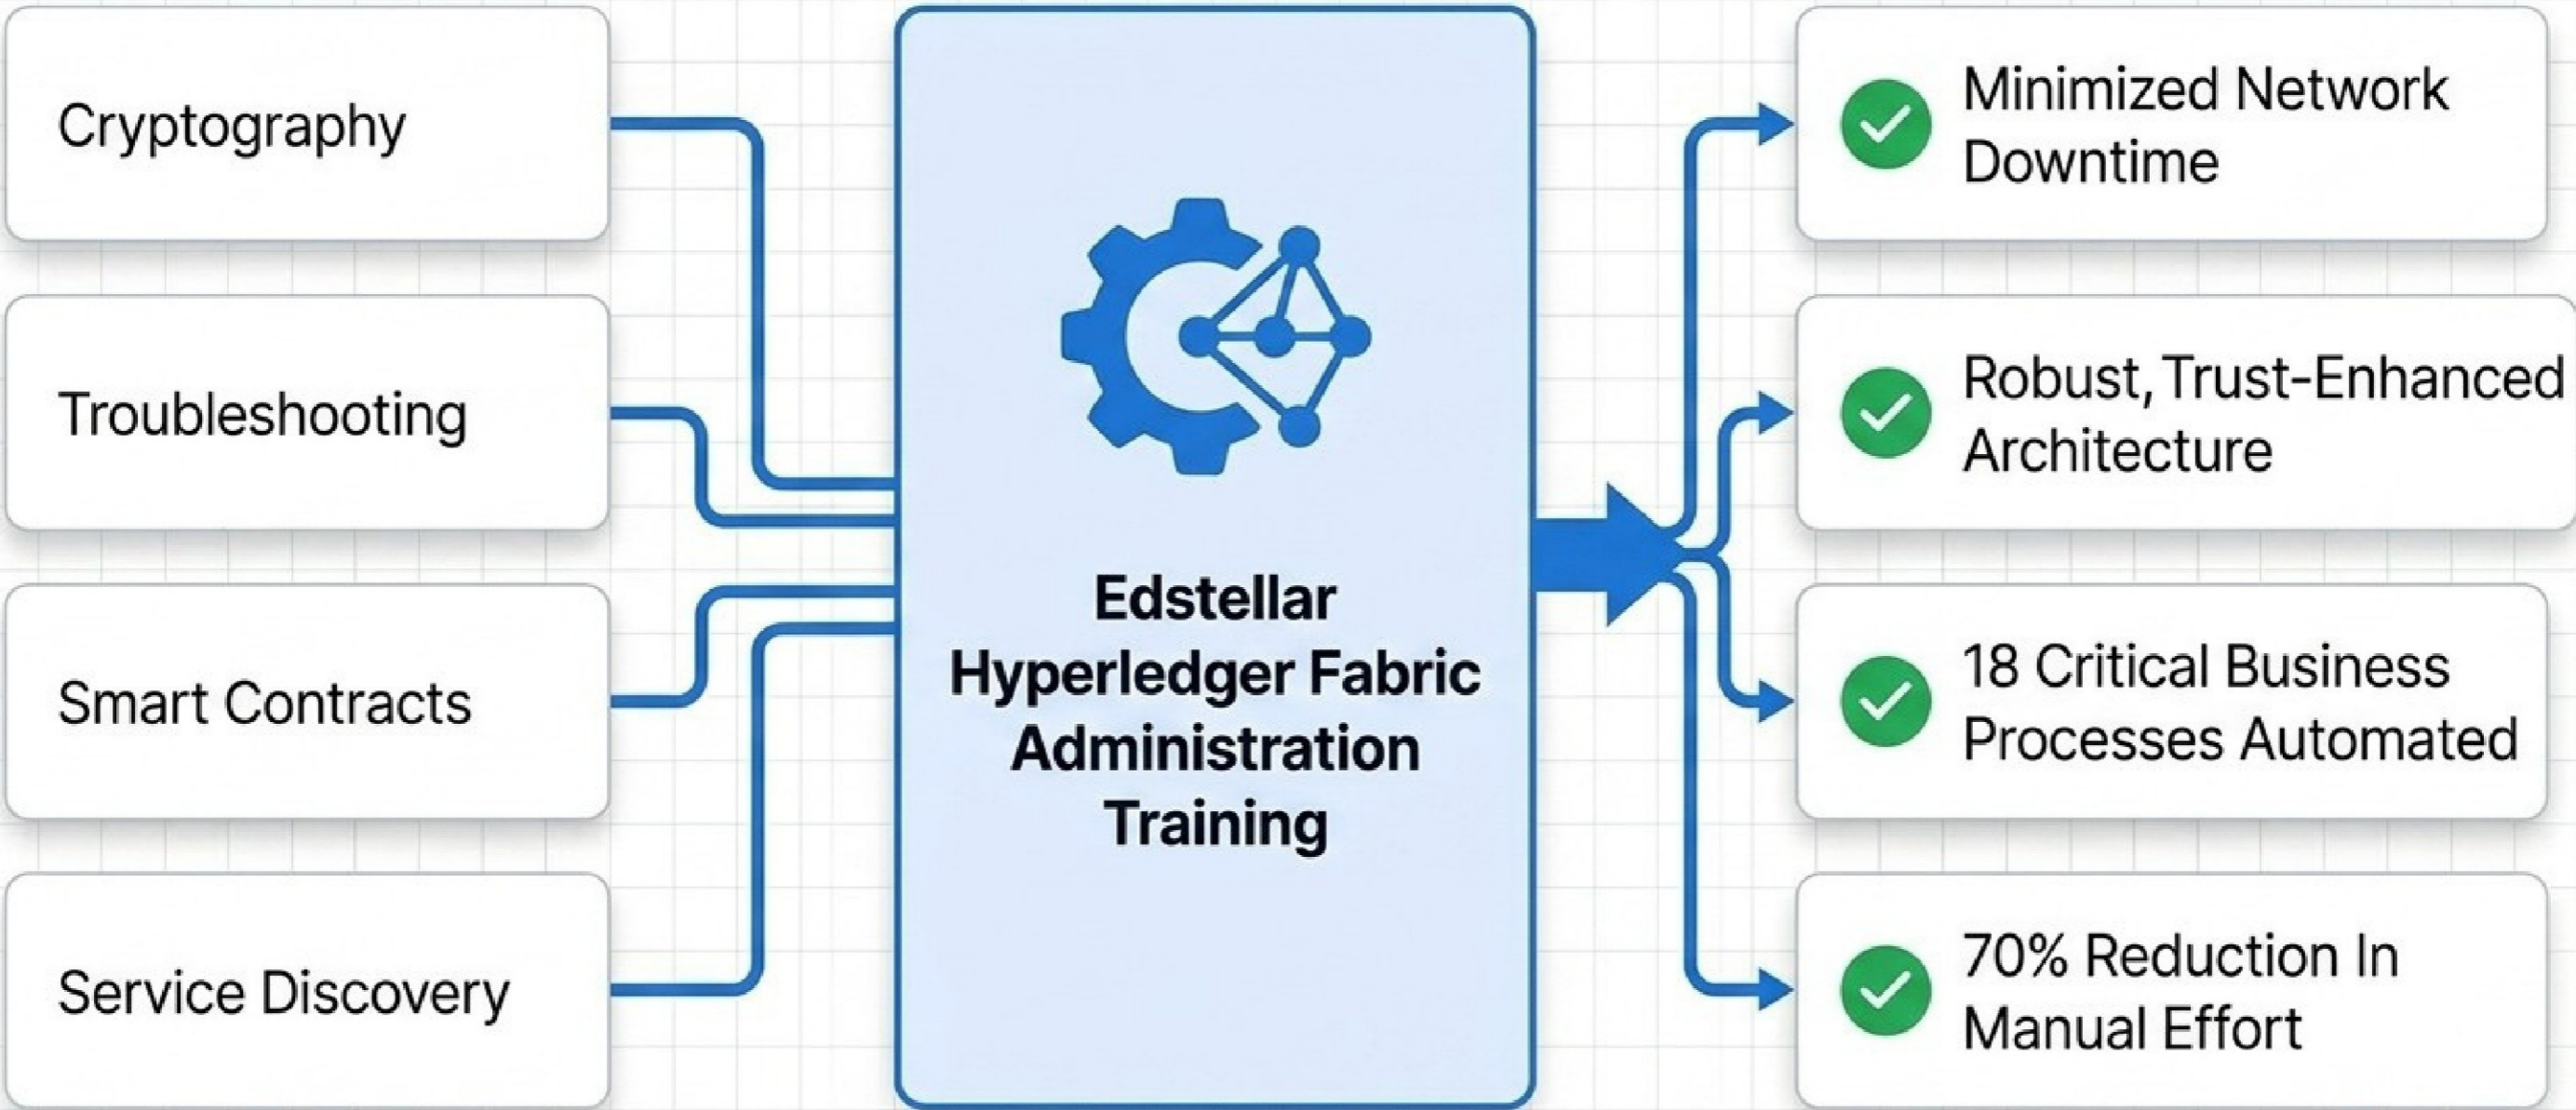 Cryptography
Troubleshooting
Smart Contracts
Service Discovery
Edstellar
Hyperledger Fabric
Administration
Training
Minimized Network
Downtime
Robust, Trust-Enhanced
Architecture
18 Critical Business
Processes Automated
70% Reduction In
Manual Effort